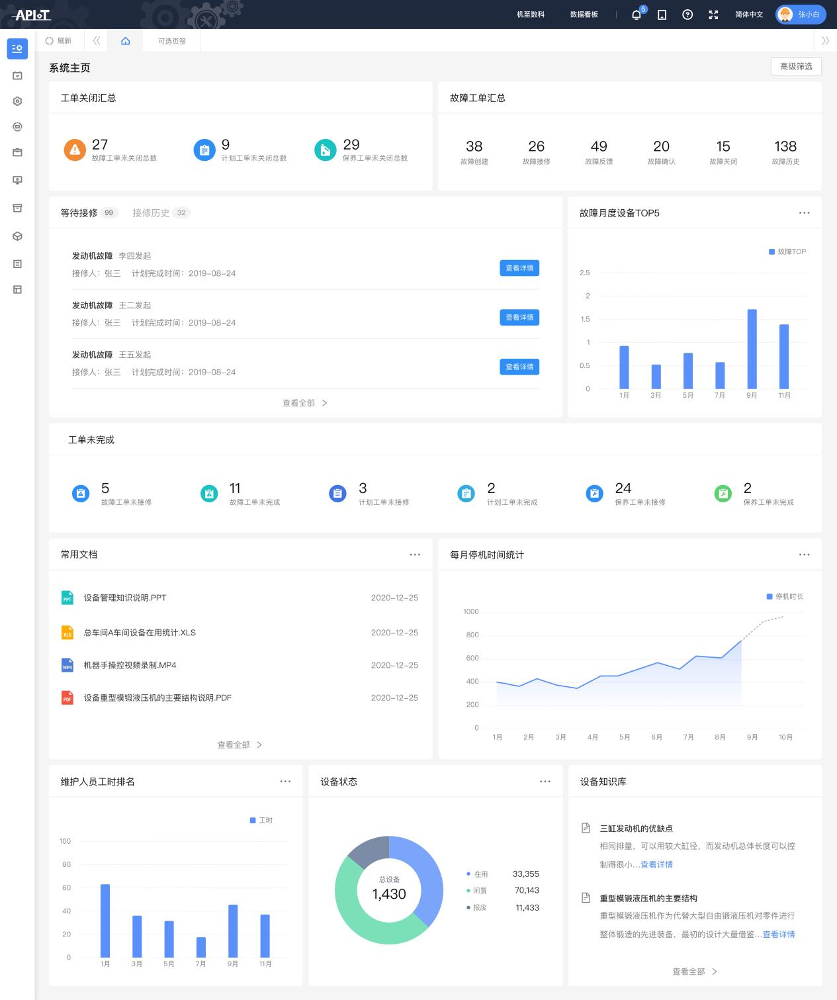 APIoT
机至数科
数据看板
5
简体中文
张小白
刷新
可选页签
系统主页
高级筛选
工单关闭汇总
27
故障工单未关闭总数
9
计划工单未关闭总数
29
保养工单未关闭总数
故障工单汇总
38
故障创建
26
故障接修
49
故障反馈
20
故障确认
15
故障关闭
138
故障历史
等待接修 99 接修历史 32
发动机故障 李四发起
接修人：张三 计划完成时间：2019-08-24
查看详情
发动机故障 王二发起
接修人：张三 计划完成时间：2019-08-24
查看详情
发动机故障 王五发起
接修人：张三 计划完成时间：2019-08-24
查看详情
查看全部
故障月度设备TOP5
故障TOP
2.5
2
1.5
1
0.5
0
1月 3月 5月 7月 9月 11月
工单未完成
5
故障工单未接修
11
故障工单未完成
3
计划工单未接修
2
计划工单未完成
24
保养工单未接修
2
保养工单未完成
常用文档
PPT 设备管理知识说明.PPT 2020-12-25
XLS 总车间A车间设备在用统计.XLS 2020-12-25
MP4 机器手操控视频录制.MP4 2020-12-25
PDF 设备重型模锻液压机的主要结构说明.PDF 2020-12-25
查看全部
每月停机时间统计
停机时长
1000
800
600
400
200
0
1月 2月 3月 4月 5月 6月 7月 8月 9月 10月
维护人员工时排名
工时
100
80
60
40
20
0
1月 3月 5月 7月 9月 11月
设备状态
总设备
1,430
在用 33,355
闲置 70,143
报废 11,433
设备知识库
三缸发动机的优缺点
相同排量，可以用较大缸径，而发动机总体长度可以控
制得很小...查看详情
重型模锻液压机的主要结构
重型模锻液压机作为代替大型自由锻液压机对零件进行
整体锻造的先进装备，最初的设计大量借鉴...查看详情
查看全部